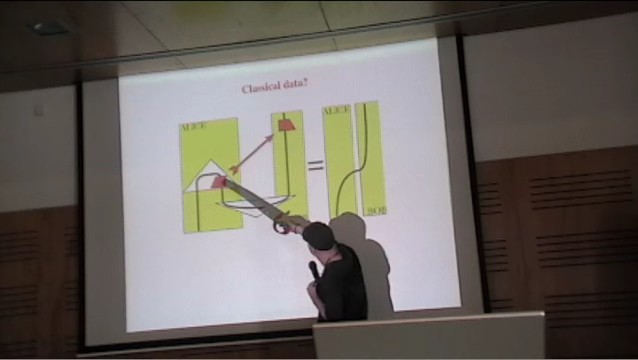 Classical data?
ALICE
ALICE
=
BOB